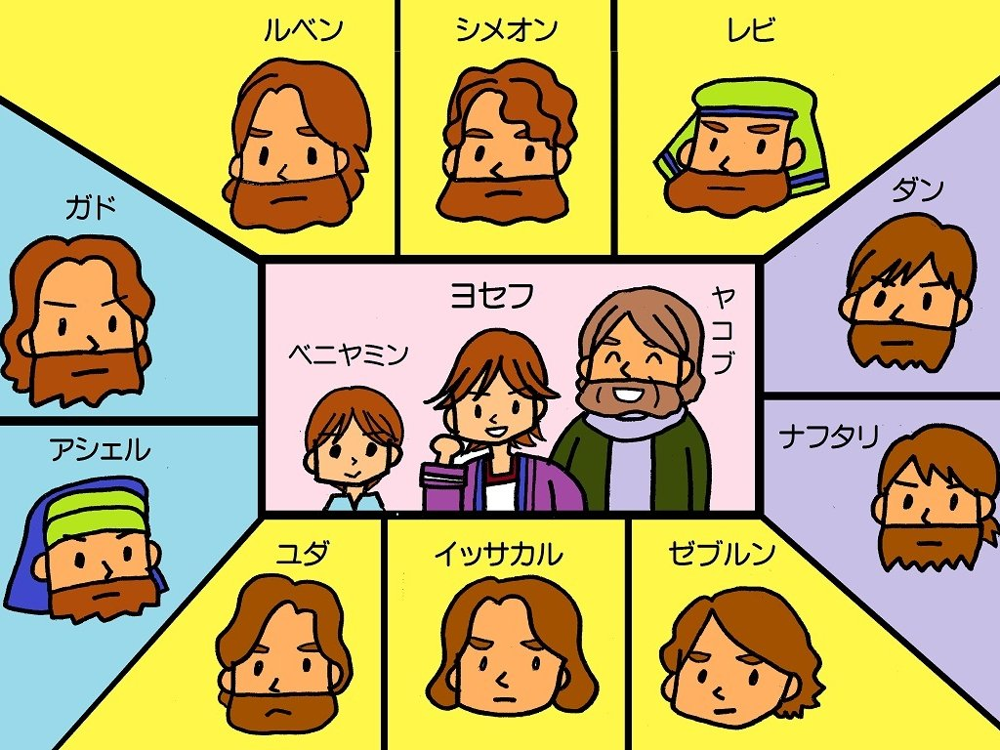 ルベン
シメオン
レビ
ガド
ダン
ヨセフ
ヤコブ
ベニヤミン
アシェル
ナフタリ
ユダ
イッサカル
ゼブルン